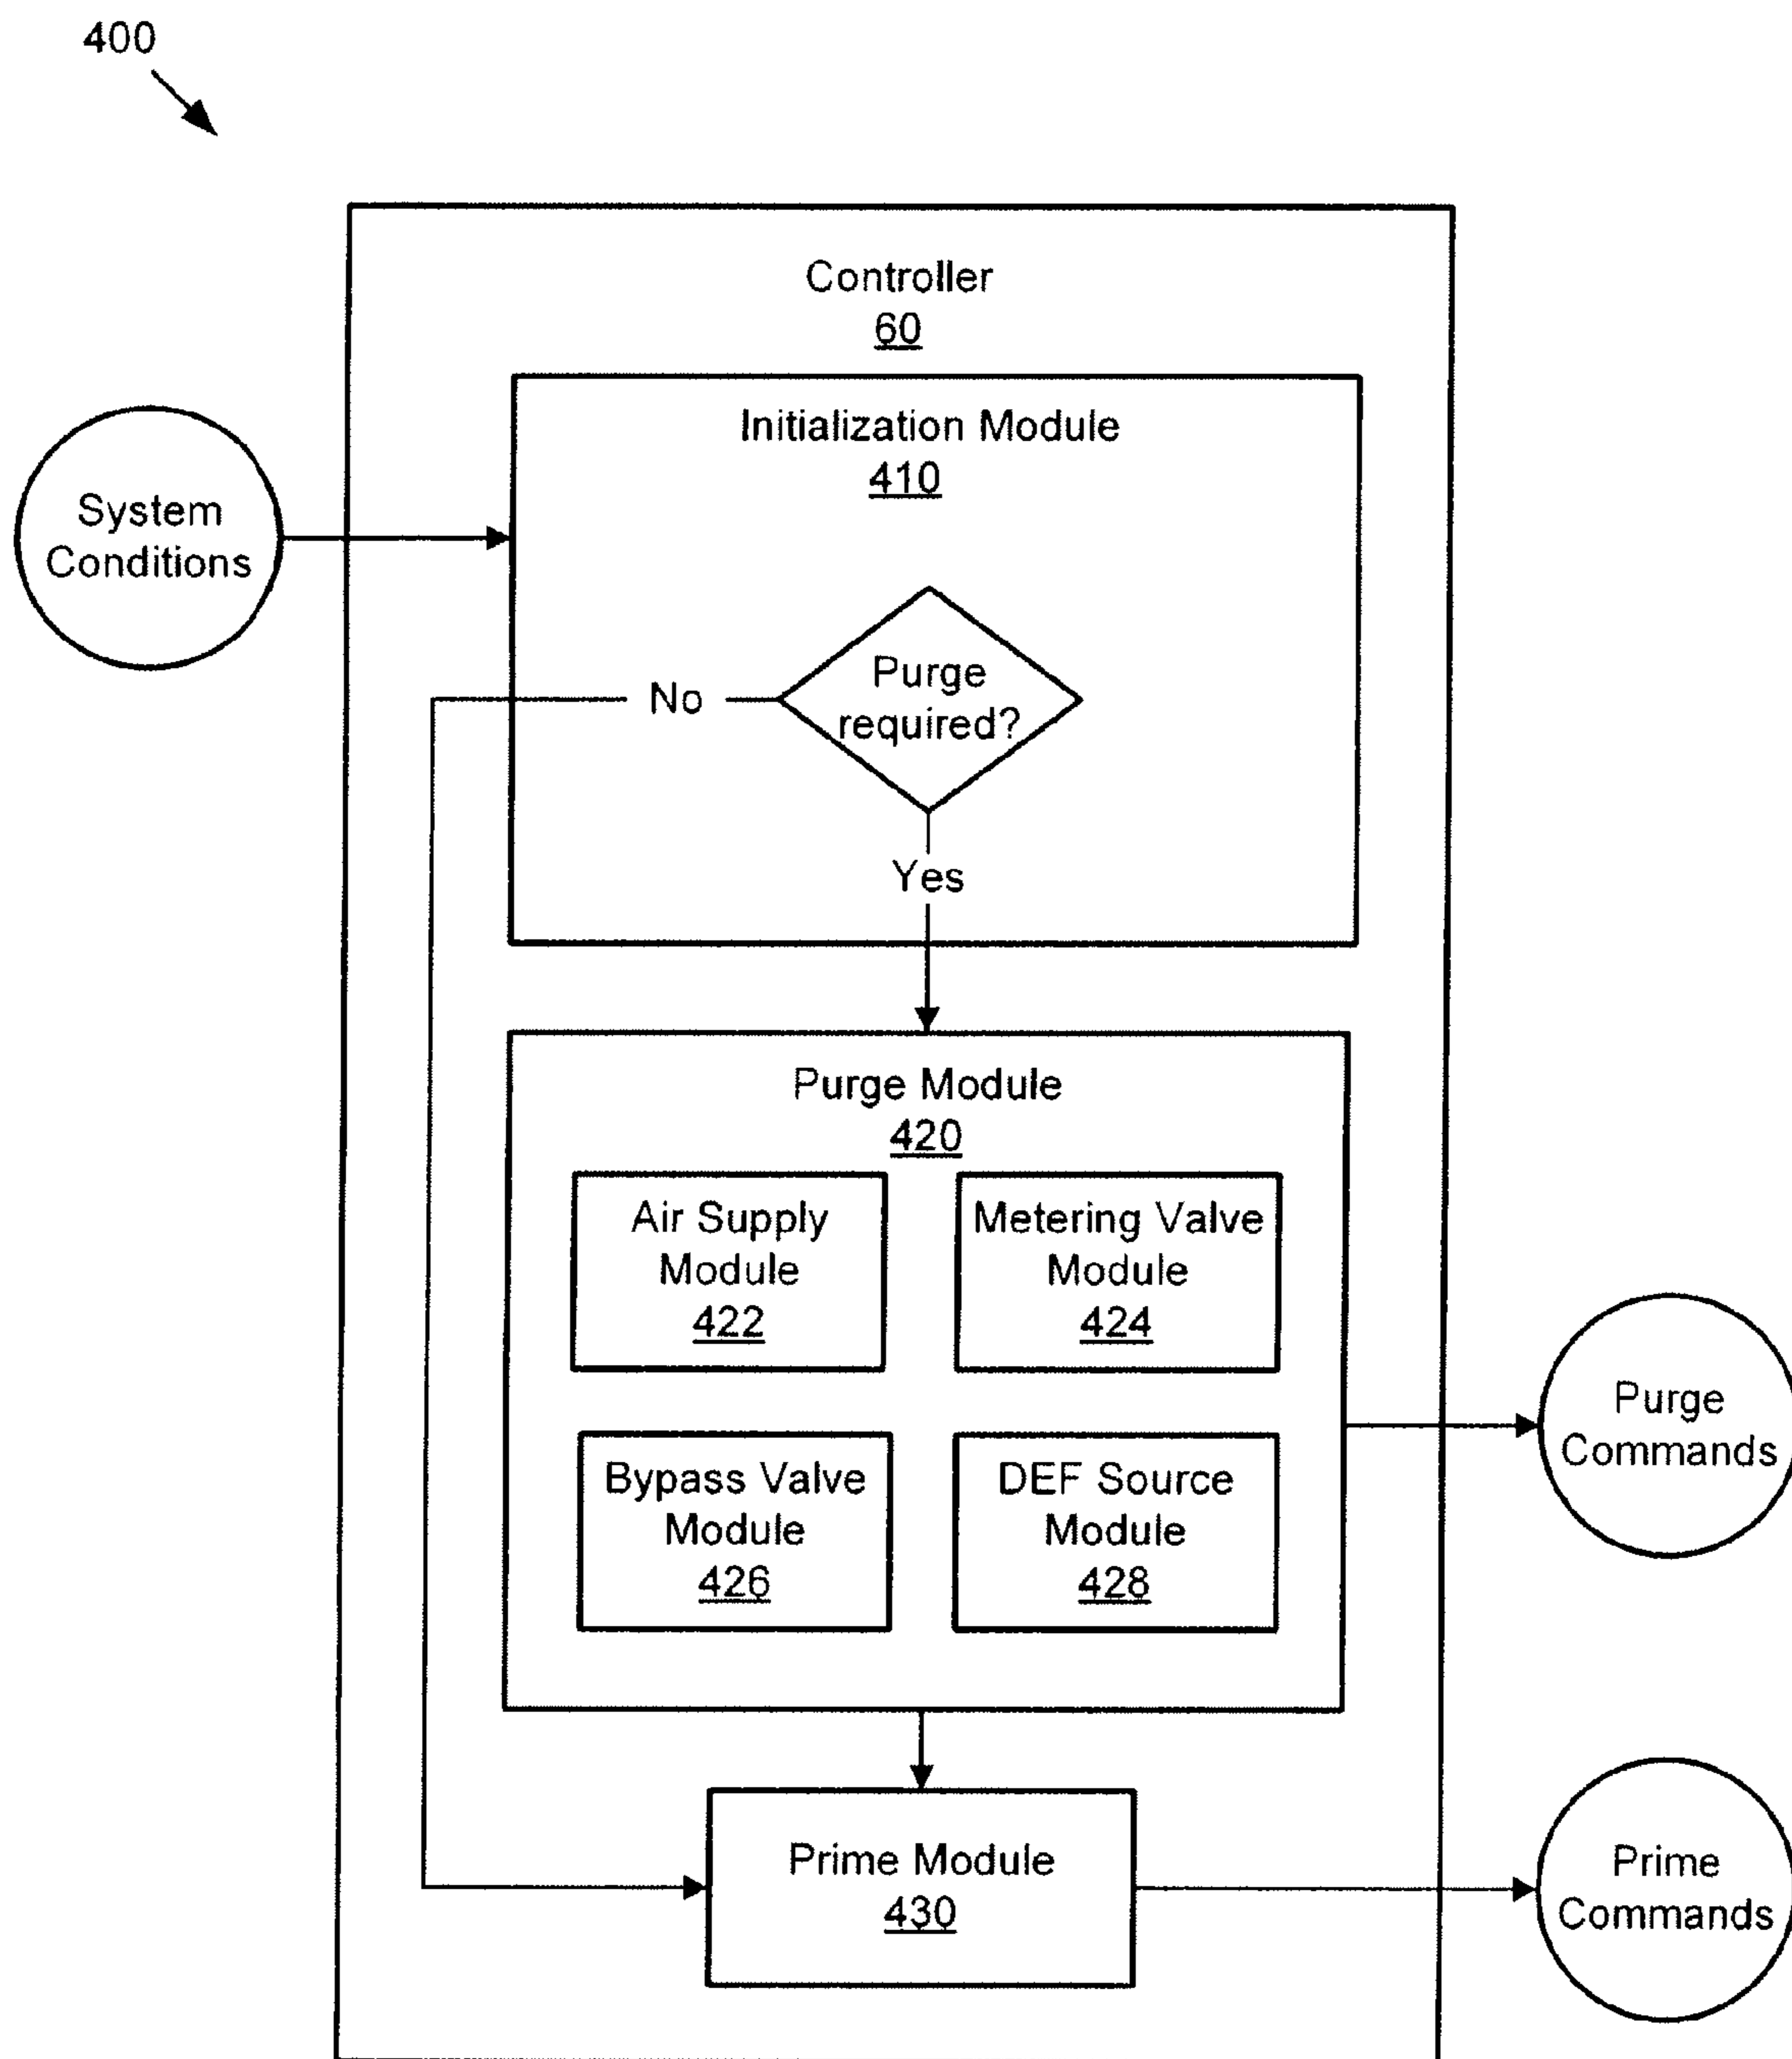 400
Controller
60
Initialization Module
410
System
Conditions
Purge
required?
No
Yes
Purge Module
420
Air Supply
Module
422
Metering Valve
Module
424
Bypass Valve
Module
426
DEF Source
Module
428
Purge
Commands
Prime Module
430
Prime
Commands